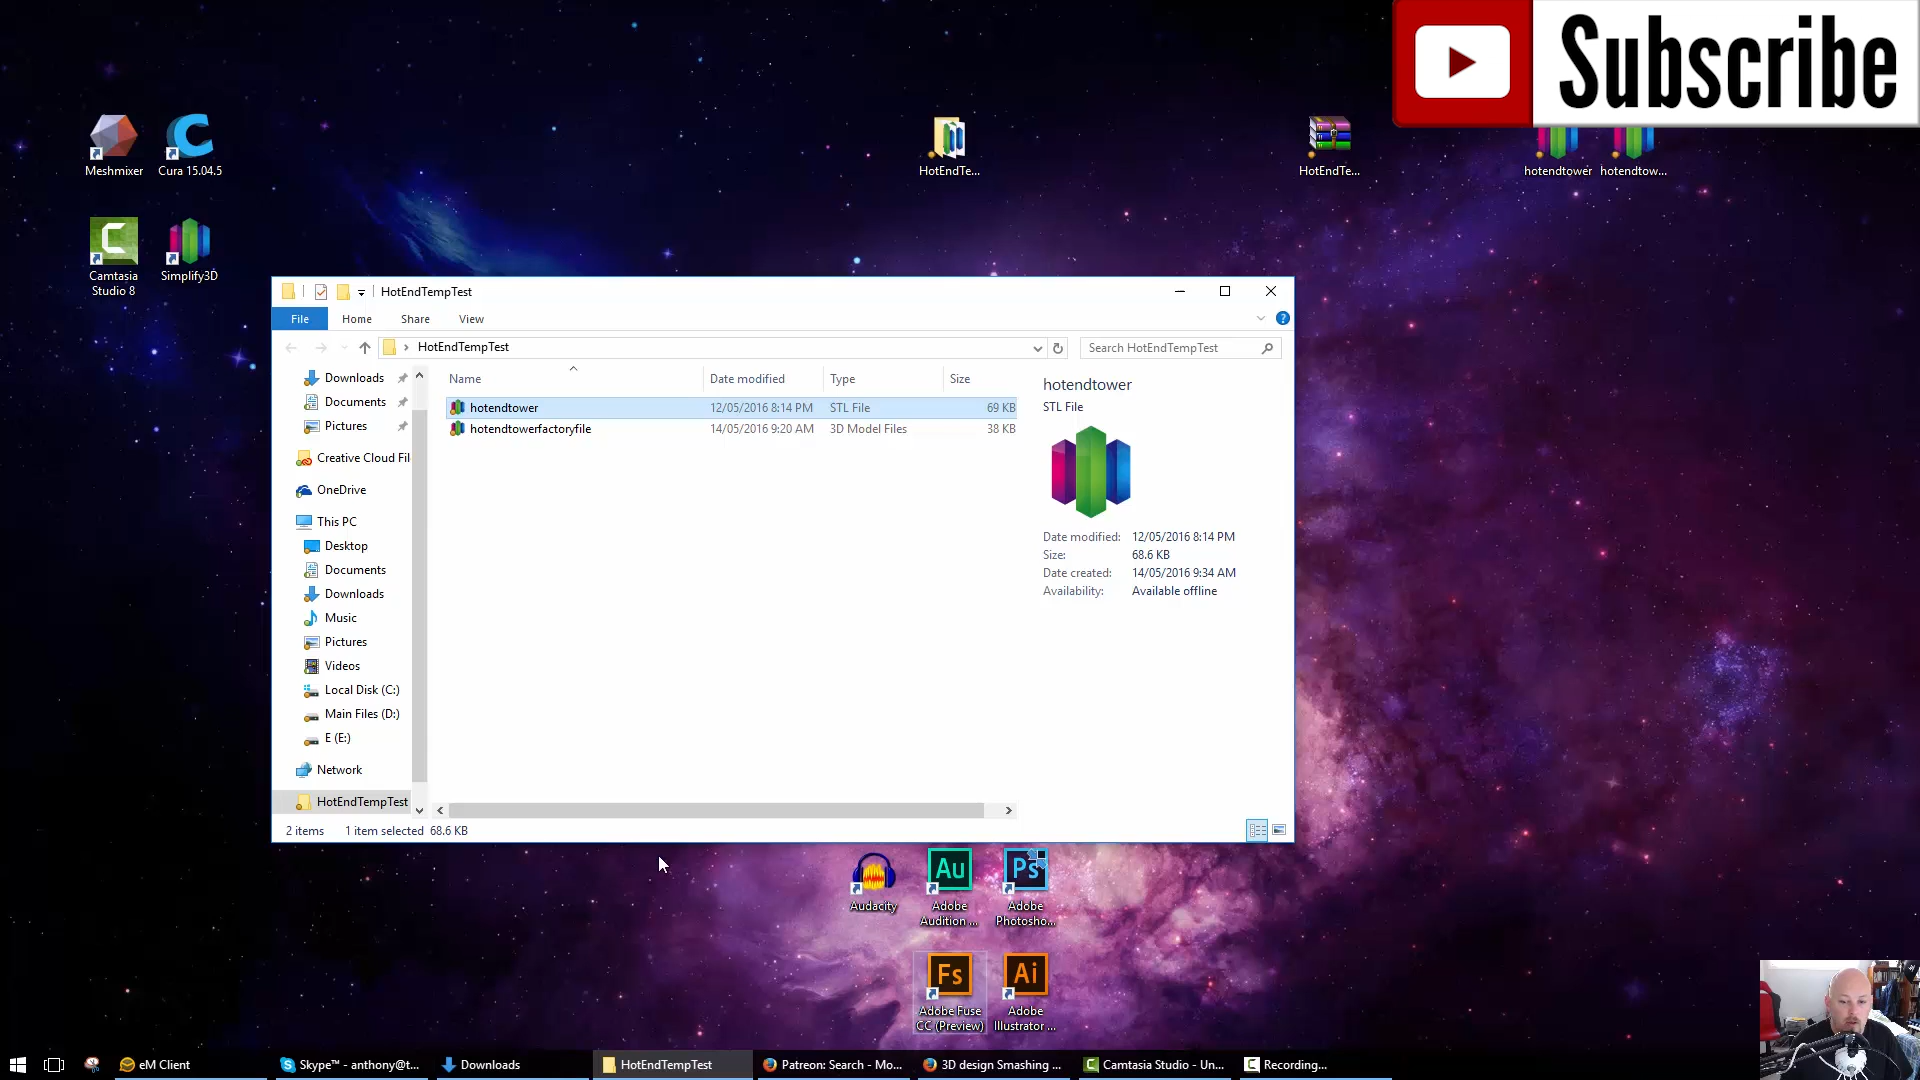 Subscribe
Meshmixer
Cura 15.04.5
HotEndTe...
HotEndTe...
hotendtower
hotendtow...
Camtasia
Studio 8
Simplify3D
HotEndTempTest
File
Home
Share
View
HotEndTempTest
Search HotEndTempTest
Downloads
Documents
Pictures
Creative Cloud Fil
OneDrive
This PC
Desktop
Documents
Downloads
Music
Pictures
Videos
Local Disk (C:)
Main Files (D:)
E (E:)
Network
HotEndTempTest
Name Date modified Type Size
hotendtower 12/05/2016 8:14 PM STL File 69 KB
hotendtowerfactoryfile 14/05/2016 9:20 AM 3D Model Files 38 KB
hotendtower
STL File
Date modified: 12/05/2016 8:14 PM
Size: 68.6 KB
Date created: 14/05/2016 9:34 AM
Availability: Available offline
2 items 1 item selected 68.6 KB
Au
Ps
Audacity
Adobe
Audition ...
Adobe
Photosho...
Fs
Ai
Adobe Fuse
CC (Preview)
Adobe
Illustrator ...
eM Client
Skype™ - anthony@t...
Downloads
HotEndTempTest
Patreon: Search - Mo...
3D design Smashing ...
Camtasia Studio - Un...
Recording...